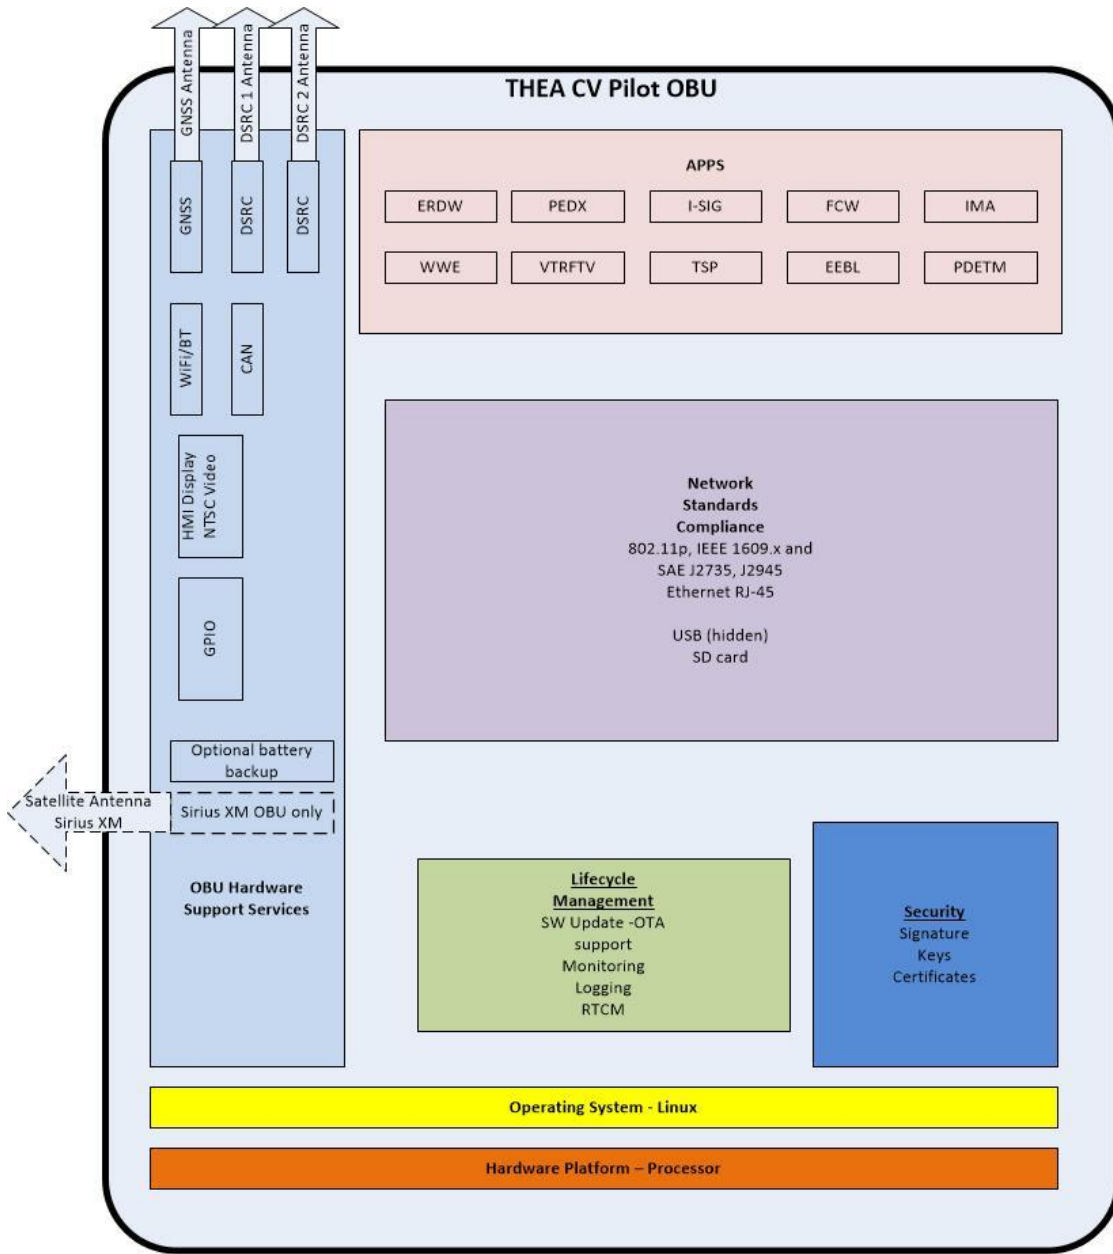 GNSS Antenna
DSRC 1 Antenna
DSRC 2 Antenna
THEA CV Pilot OBU
GNSS
DSRC
DSRC
WiFi/BT
CAN
HMI Display
NTSC Video
GPIO
Optional battery
backup
Satellite Antenna
Sirius XM
Sirius XM OBU only
OBU Hardware
Support Services
APPS
ERDW
PEDX
I-SIG
FCW
IMA
WWE
VTRFTV
TSP
EEBL
PDETM
Network
Standards
Compliance
802.11p, IEEE 1609.x and
SAE J2735, J2945
Ethernet RJ-45
USB (hidden)
SD card
Lifecycle
Management
SW Update -OTA
support
Monitoring
Logging
RTCM
Security
Signature
Keys
Certificates
Operating System - Linux
Hardware Platform – Processor